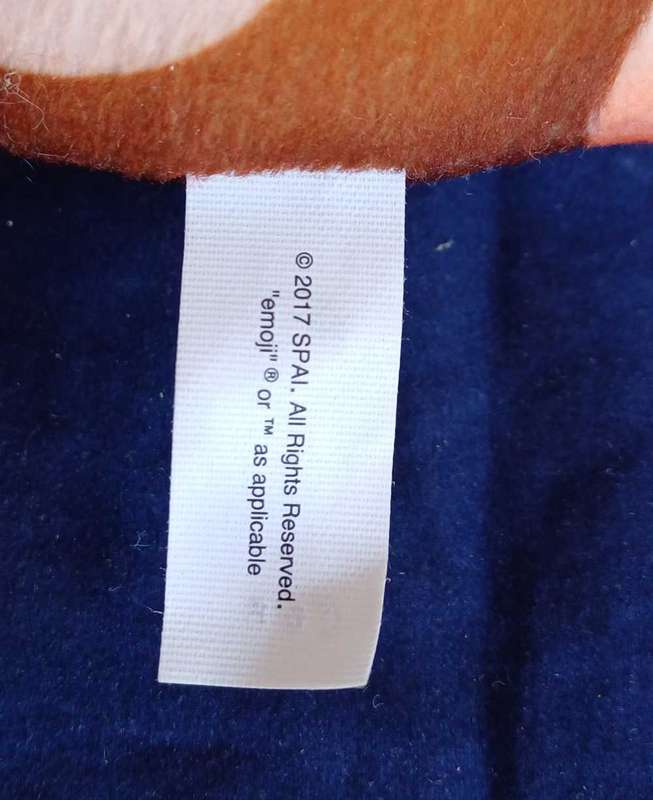 © 2017 SPAI. All Rights Reserved.
"emoji" ® or ™ as applicable